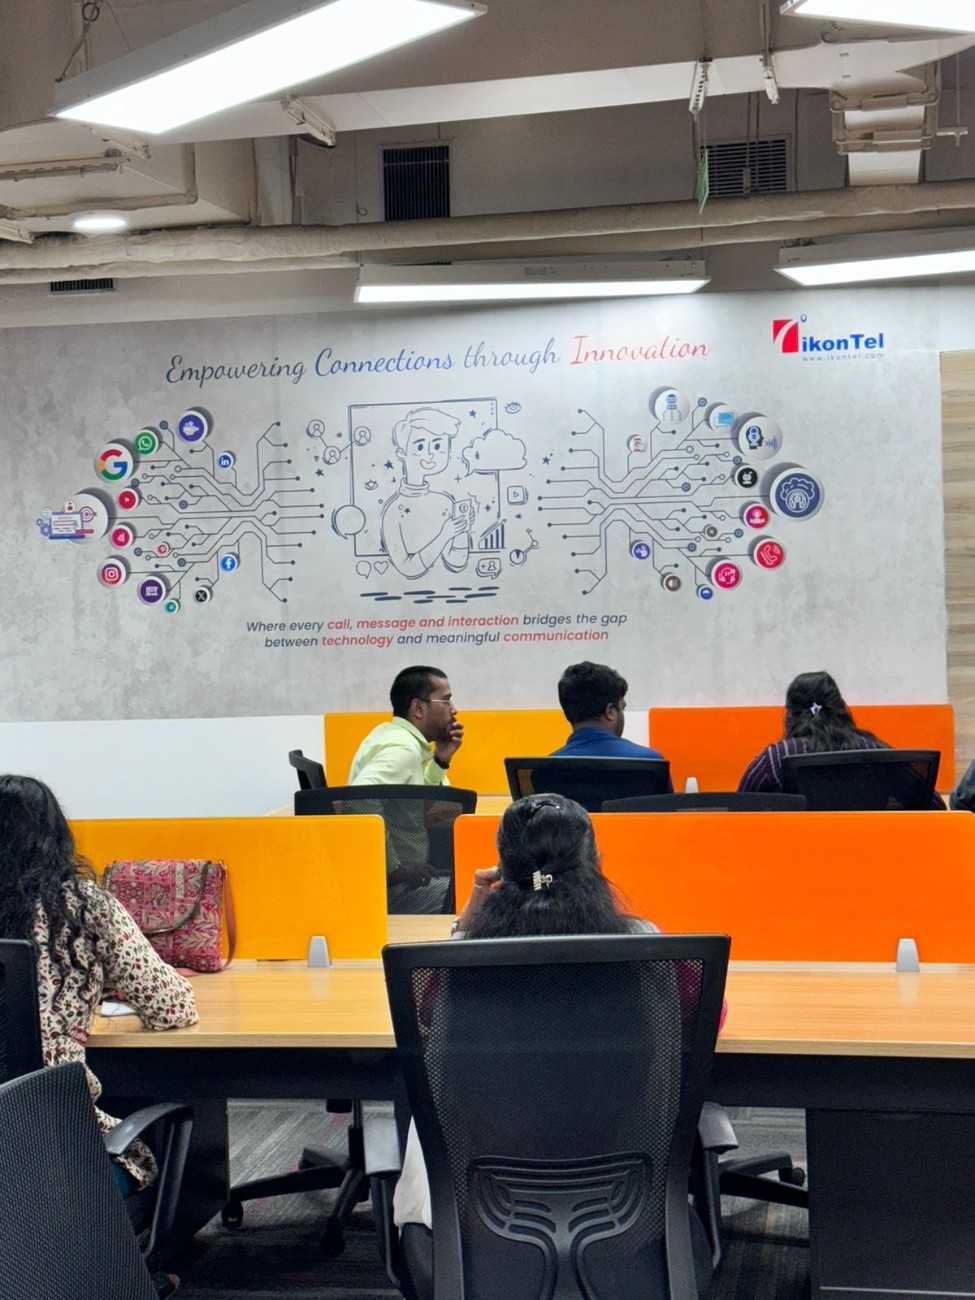 Empowering Connections through Innovation
ikonTel
www.ikontel.com
Where every call, message and interaction bridges the gap
between technology and meaningful communication